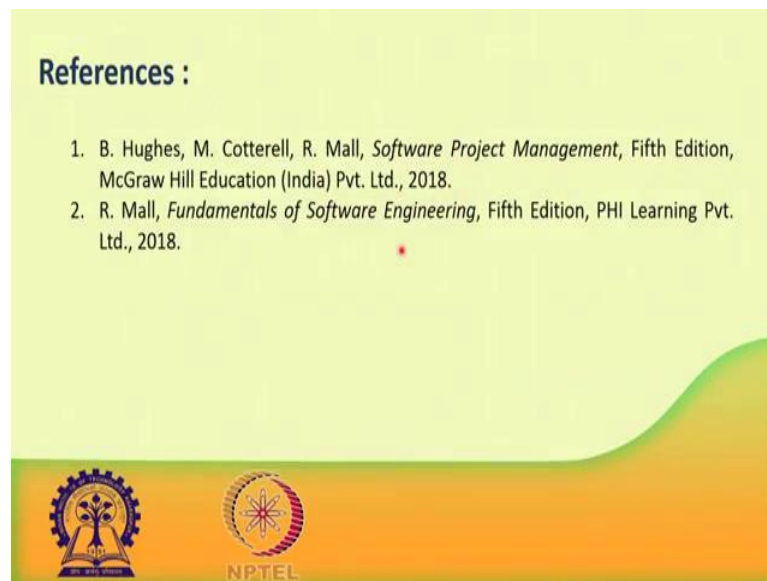 References :
1. B. Hughes, M. Cotterell, R. Mall, Software Project Management, Fifth Edition,
McGraw Hill Education (India) Pvt. Ltd., 2018.
2. R. Mall, Fundamentals of Software Engineering, Fifth Edition, PHI Learning Pvt.
Ltd., 2018.
NPTEL